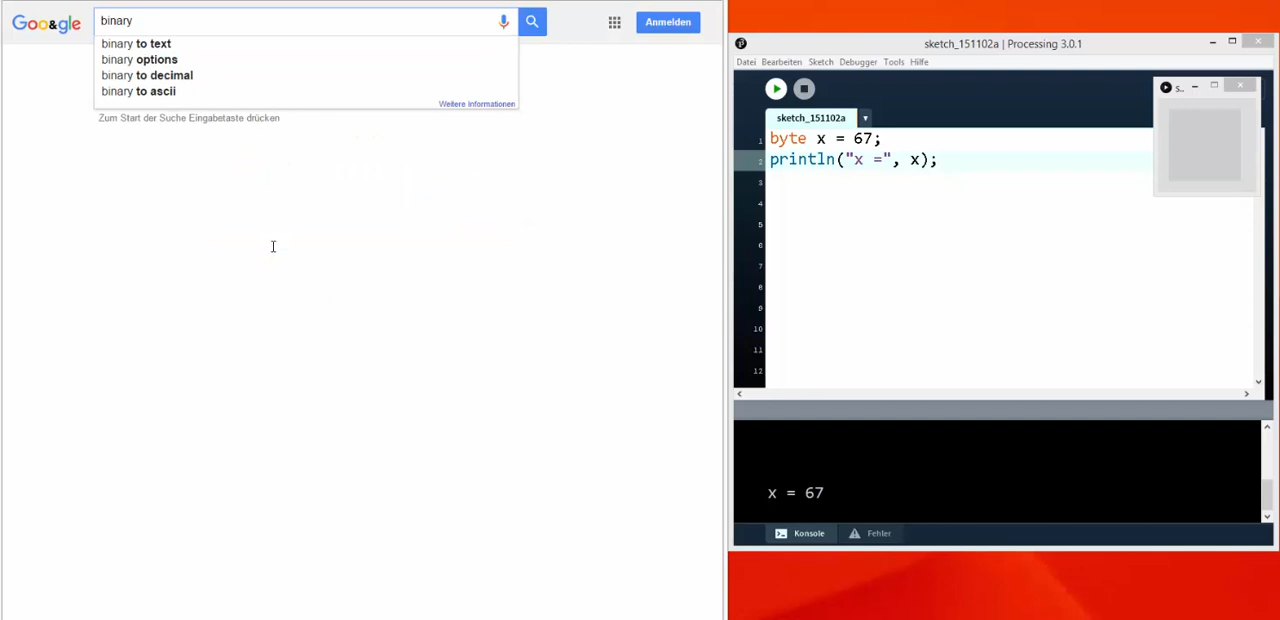 Goo&gle
binary
Anmelden
binary to text
binary options
binary to decimal
binary to ascii
Weitere Informationen
Zum Start der Suche Eingabetaste drücken
sketch_151102a | Processing 3.0.1
Datei Bearbeiten Sketch Debugger Tools Hilfe
s..
sketch_151102a
1 byte x = 67;
2 println("x =", x);
3
4
5
6
7
8
9
10
11
12
x = 67
Konsole Fehler